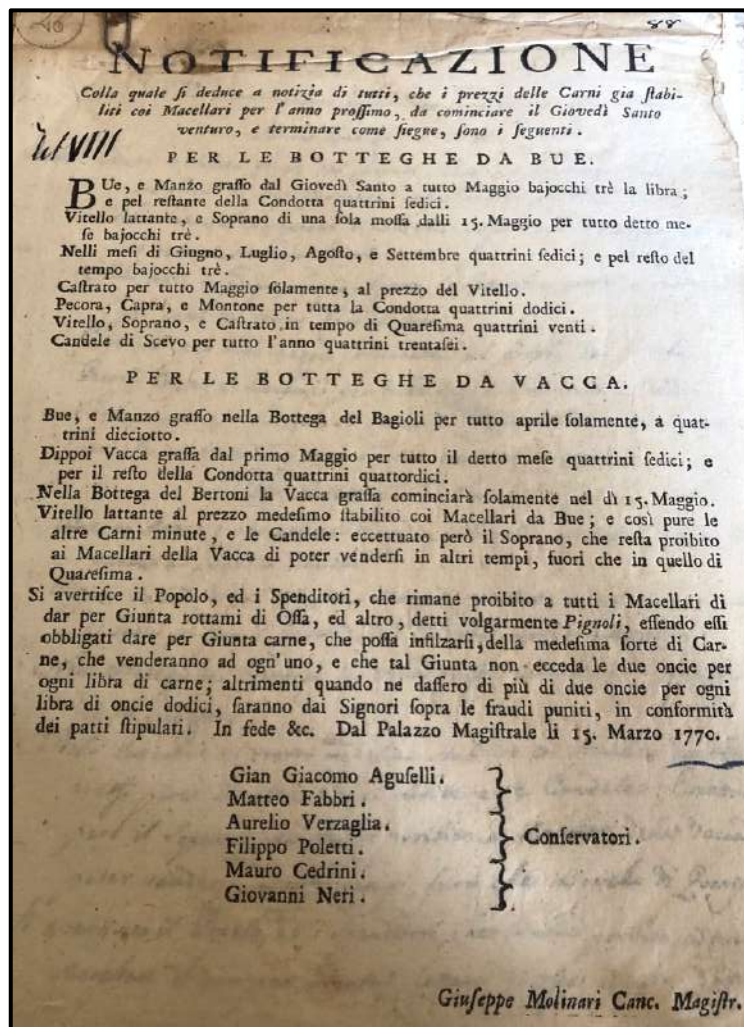 88
NOTIFICAZIONE
Colla quale ſi deduce a notizia di tutti, che i prezzi delle Carni gia ſtabi-
liti coi Macellari per l'anno proſſimo, da cominciare il Giovedì Santo
venturo, e terminare come ſiegue, ſono i ſeguenti.
PER LE BOTTEGHE DA BUE.
BUe, e Manzo graſſo dal Giovedì Santo a tutto Maggio bajocchi trè la libra;
e pel reſtante della Condotta quattrini ſedici.
Vitello lattante, e Soprano di una ſola moſſa dalli 15. Maggio per tutto detto me-
ſe bajocchi trè.
Nelli meſi di Giugno, Luglio, Agoſto, e Settembre quattrini ſedici; e pel reſto del
tempo bajocchi trè.
Caſtrato per tutto Maggio ſolamente, al prezzo del Vitello.
Pecora, Capra, e Montone per tutta la Condotta quattrini dodici.
Vitello, Soprano, e Caſtrato in tempo di Quareſima quattrini venti.
Candele di Scevo per tutto l'anno quattrini trentaſei.
PER LE BOTTEGHE DA VACCA.
Bue, e Manzo graſſo nella Bottega del Bagioli per tutto aprile ſolamente, a quat-
trini dieciotto.
Dippoi Vacca graſſa dal primo Maggio per tutto il detto meſe quattrini ſedici; e
per il reſto della Condotta quattrini quattordici.
Nella Bottega del Bertoni la Vacca graſſa cominciarà ſolamente nel dì 15. Maggio.
Vitello lattante al prezzo medeſimo ſtabilito coi Macellari da Bue; e così pure le
altre Carni minute, e le Candele: eccettuato però il Soprano, che reſta proibito
ai Macellari della Vacca di poter venderſi in altri tempi, fuori che in quello di
Quareſima.
Si avertiſce il Popolo, ed i Spenditori, che rimane proibito a tutti i Macellari di
dar per Giunta rottami di Oſſa, ed altro, detti volgarmente Pignoli, eſſendo eſſi
obbligati dare per Giunta carne, che poſſa infilzarſi, della medeſima ſorte di Car-
ne, che venderanno ad ogn'uno, e che tal Giunta non ecceda le due oncie per
ogni libra di carne; altrimenti quando ne daſſero di più di due oncie per ogni
libra di oncie dodici, ſaranno dai Signori ſopra le fraudi puniti, in conformità
dei patti ſtipulati. In fede &c. Dal Palazzo Magiſtrale li 15. Marzo 1770.
Gian Giacomo Aguſelli.
Matteo Fabbri.
Aurelio Verzaglia.
Filippo Poletti.
Mauro Cedrini.
Giovanni Neri.
Conſervatori.
Giuſeppe Molinari Canc. Magiſtr.